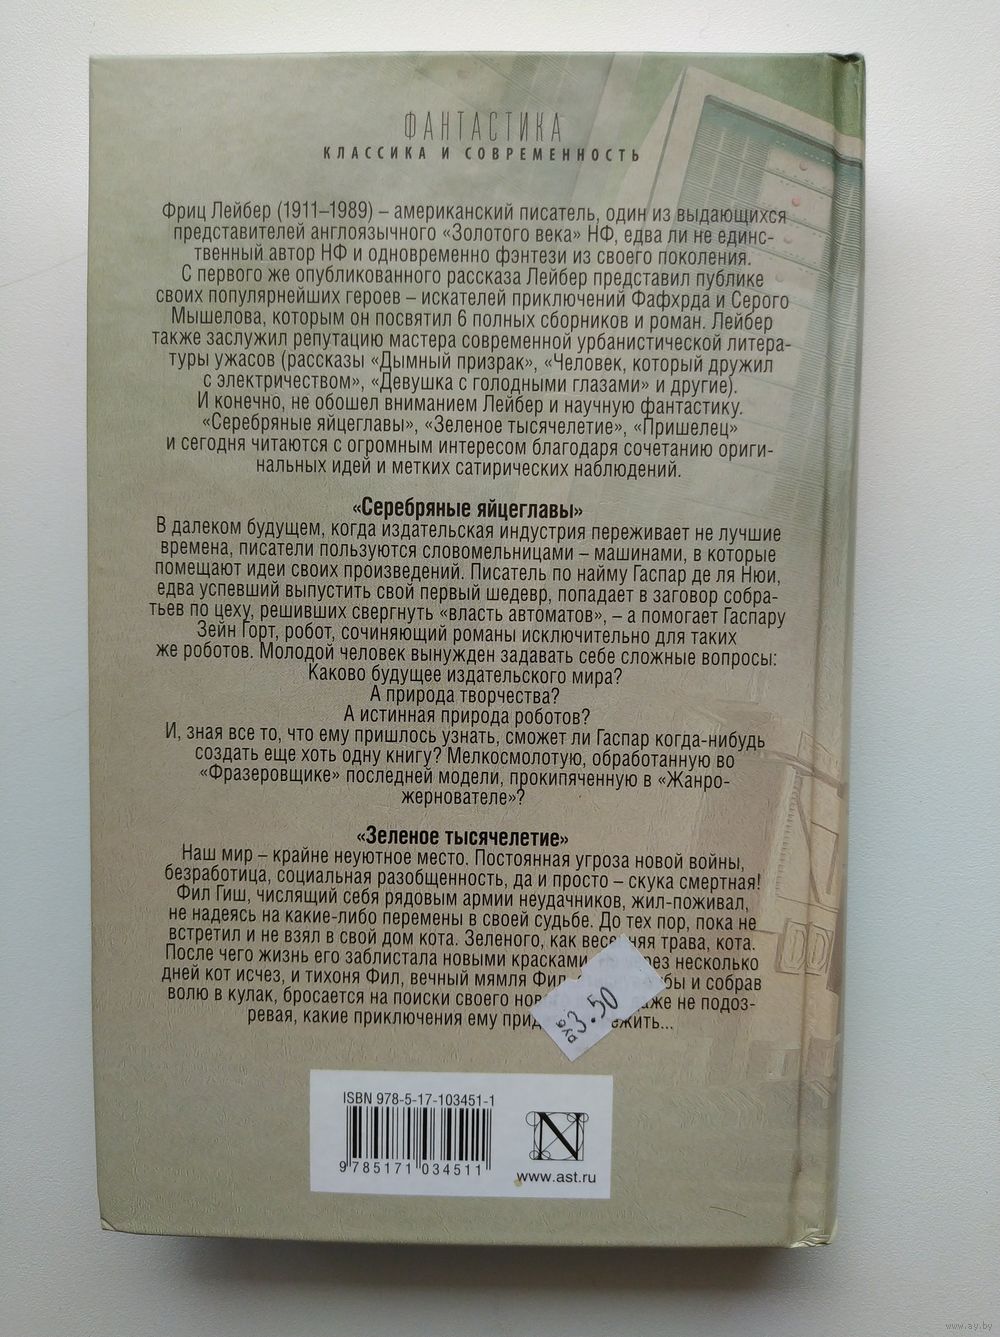 ФАНТАСТИКА
КЛАССИКА И СОВРЕМЕННОСТЬ
Фриц Лейбер (1911–1989) – американский писатель, один из выдающихся
представителей англоязычного «Золотого века» НФ, едва ли не единс-
твенный автор НФ и одновременно фэнтези из своего поколения.
С первого же опубликованного рассказа Лейбер представил публике
своих популярнейших героев – искателей приключений Фафхрда и Серого
Мышелова, которым он посвятил 6 полных сборников и роман. Лейбер
также заслужил репутацию мастера современной урбанистической литера-
туры ужасов (рассказы «Дымный призрак», «Человек, который дружил
с электричеством», «Девушка с голодными глазами» и другие).
И конечно, не обошел вниманием Лейбер и научную фантастику.
«Серебряные яйцеглавы», «Зеленое тысячелетие», «Пришелец»
и сегодня читаются с огромным интересом благодаря сочетанию ориги-
нальных идей и метких сатирических наблюдений.
«Серебряные яйцеглавы»
В далеком будущем, когда издательская индустрия переживает не лучшие
времена, писатели пользуются словомельницами – машинами, в которые
помещают идеи своих произведений. Писатель по найму Гаспар де ля Нюи,
едва успевший выпустить свой первый шедевр, попадает в заговор собра-
тьев по цеху, решивших свергнуть «власть автоматов», – а помогает Гаспару
Зейн Горт, робот, сочиняющий романы исключительно для таких
же роботов. Молодой человек вынужден задавать себе сложные вопросы:
Каково будущее издательского мира?
А природа творчества?
А истинная природа роботов?
И, зная все то, что ему пришлось узнать, сможет ли Гаспар когда-нибудь
создать еще хоть одну книгу? Мелкосмолотую, обработанную во
«Фразеровщике» последней модели, прокипяченную в «Жанро-
жернователе»?
«Зеленое тысячелетие»
Наш мир – крайне неуютное место. Постоянная угроза новой войны,
безработица, социальная разобщенность, да и просто – скука смертная!
Фил Гиш, числящий себя рядовым армии неудачников, жил-поживал,
не надеясь на какие-либо перемены в своей судьбе. До тех пор, пока не
встретил и не взял в свой дом кота. Зеленого, как весенняя трава, кота.
После чего жизнь его заблистала новыми красками несколько
дней кот исчез, и тихоня Фил, вечный мямля Фил и собрав
волю в кулак, бросается на поиски своего не подоз-
ревая, какие приключения ему
руб 3.50
ISBN 978-5-17-103451-1
9 785171 034511
N
www.ast.ru
www.ay.by